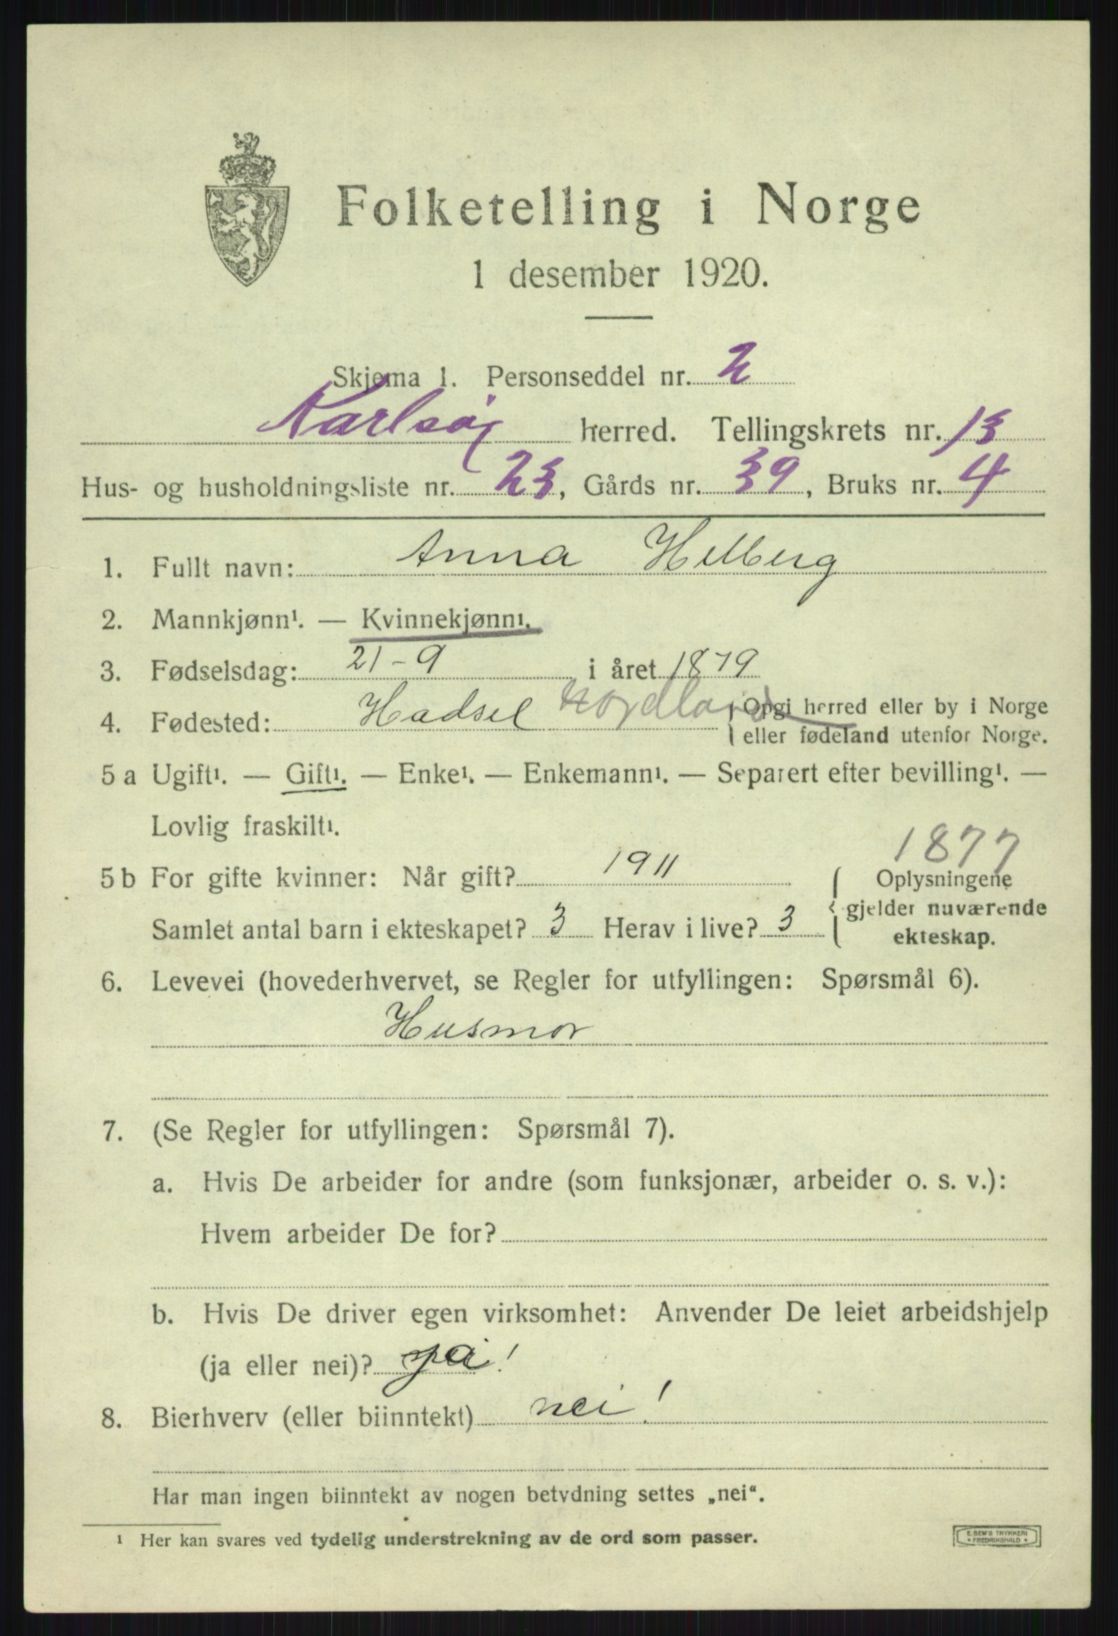 Folketelling i Norge
1 desember 1920.
Skjema 1. Personseddel nr. 2
Karlsøy herred. Tellingskrets nr. 13
Hus- og husholdningsliste nr. 23, Gårds nr. 39, Bruks nr. 4
1. Fullt navn: Anna Helberg
2. Mannkjønn¹. — Kvinnekjønn¹.
3. Fødselsdag: 21-9 i året 1879
4. Fødested: Hadsel Nordland Opgi herred eller by i Norge
eller fødeland utenfor Norge.
5 a Ugift¹. — Gift¹. — Enke¹. — Enkemann¹. — Separert efter bevilling¹. —
Lovlig fraskilt¹.
1877
5 b For gifte kvinner: Når gift? 1911 Oplysningene
gjelder nuværende
Samlet antal barn i ekteskapet? 3 Herav i live? 3
ekteskap.
6. Levevei (hovederhvervet, se Regler for utfyllingen: Spørsmål 6).
Husmor
7. (Se Regler for utfyllingen: Spørsmål 7).
a. Hvis De arbeider for andre (som funksjonær, arbeider o. s. v.):
Hvem arbeider De for?
b. Hvis De driver egen virksomhet: Anvender De leiet arbeidshjelp
(ja eller nei)? ja!
8. Bierhverv (eller biinntekt) nei!
Har man ingen biinntekt av nogen betydning settes „nei“.
¹ Her kan svares ved tydelig understrekning av de ord som passer.
E. SEM'S TRYKKERI
• FREDRIKSHALD •